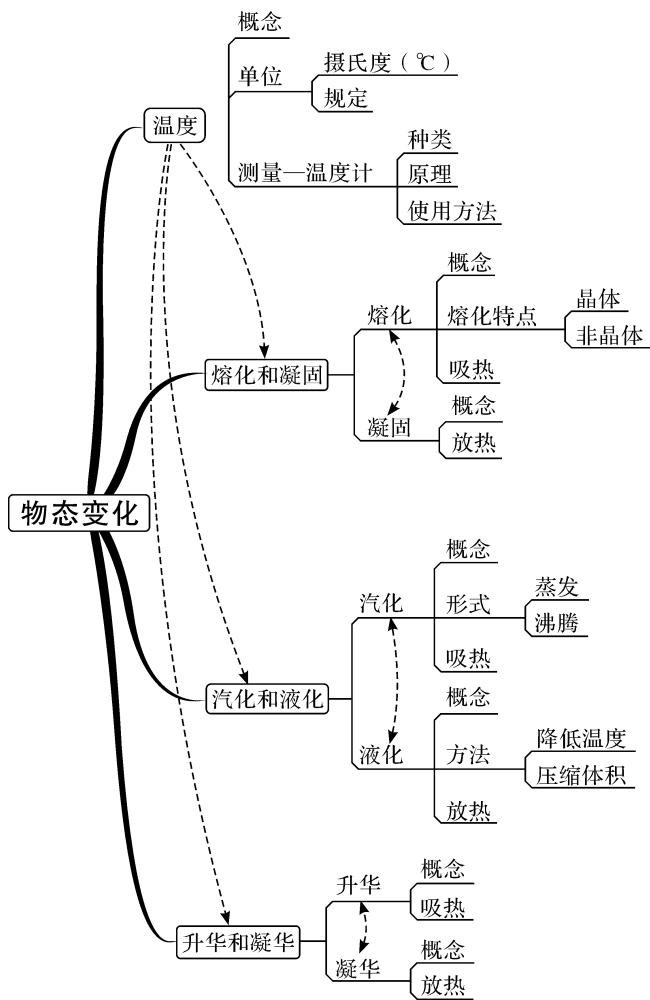 概念
单位
摄氏度（℃）
规定
温度
测量—温度计
种类
原理
使用方法
熔化和凝固
熔化
概念
熔化特点
晶体
非晶体
吸热
凝固
概念
放热
物态变化
汽化和液化
汽化
概念
形式
蒸发
沸腾
吸热
液化
概念
方法
降低温度
压缩体积
放热
升华和凝华
升华
概念
吸热
凝华
概念
放热